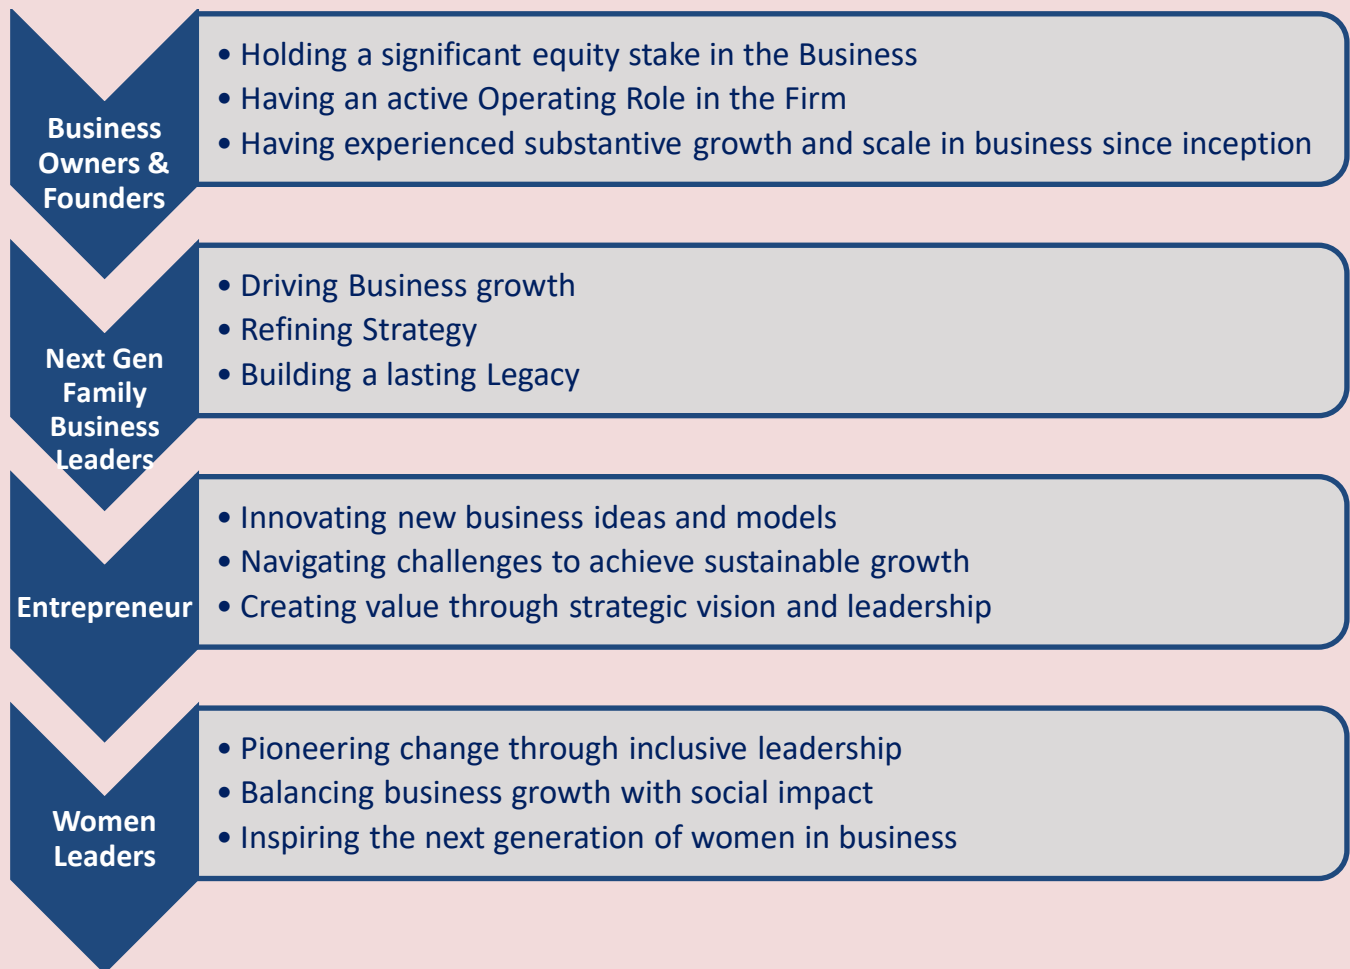 Business
Owners &
Founders
• Holding a significant equity stake in the Business
• Having an active Operating Role in the Firm
• Having experienced substantive growth and scale in business since inception
Next Gen
Family
Business
Leaders
• Driving Business growth
• Refining Strategy
• Building a lasting Legacy
Entrepreneur
• Innovating new business ideas and models
• Navigating challenges to achieve sustainable growth
• Creating value through strategic vision and leadership
Women
Leaders
• Pioneering change through inclusive leadership
• Balancing business growth with social impact
• Inspiring the next generation of women in business